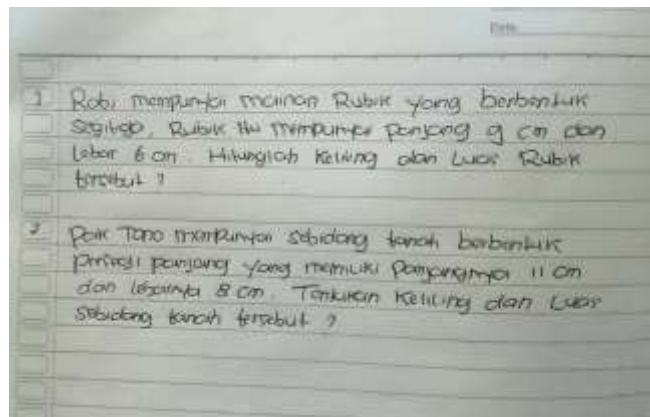 Date
1 Robi mempunyai mainan Rubik yang berbentuk
Segitiga, Rubik itu mempunyai panjang 9 cm dan
Lebar 6 cm. Hitunglah keliling dan Luas Rubik
tersebut ?
2 Pak Tono mempunyai sebidang tanah berbentuk
persegi panjang yang memiliki panjangnya 11 cm
dan lebarnya 8 cm. Tentukan keliling dan Luas
sebidang tanah tersebut ?